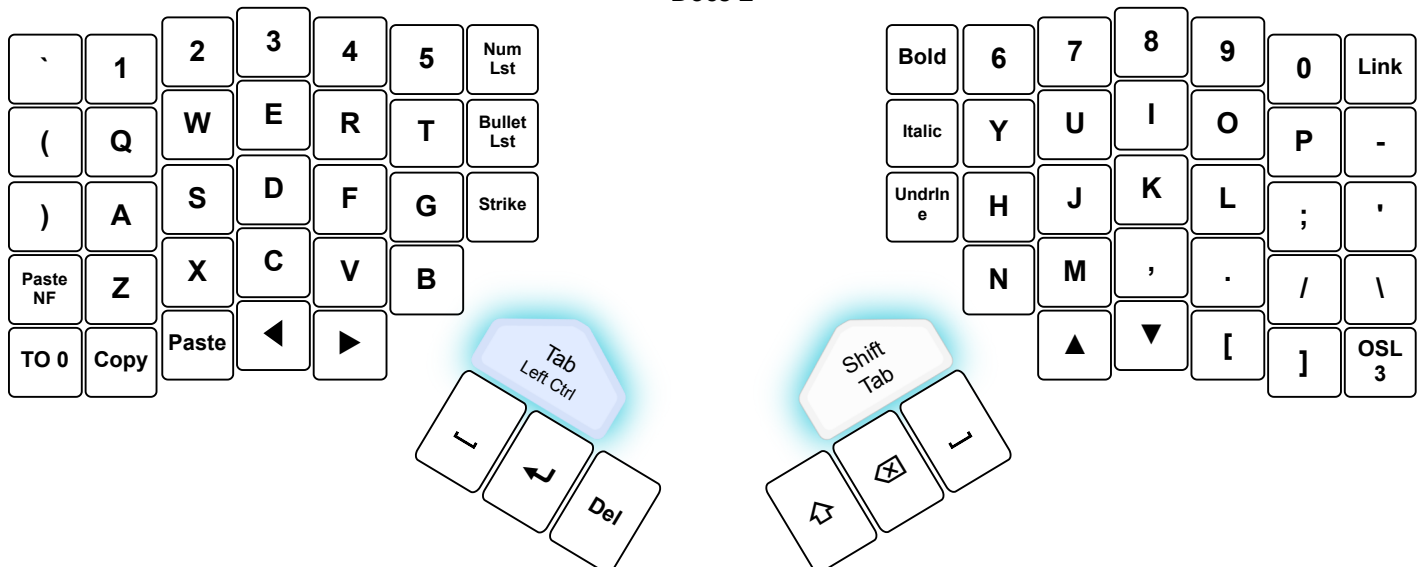 ` 1 2 3 4 5 Num Lst
( Q W E R T Bullet Lst
) A S D F G Strike
Paste NF Z X C V B
TO 0 Copy Paste ◀ ▶
Tab
Left Ctrl
Del
Bold 6 7 8 9 0 Link
Italic Y U I O P -
Undrln e H J K L ; '
N M , . / \
▲ ▼ [ ] OSL 3
Shift
Tab